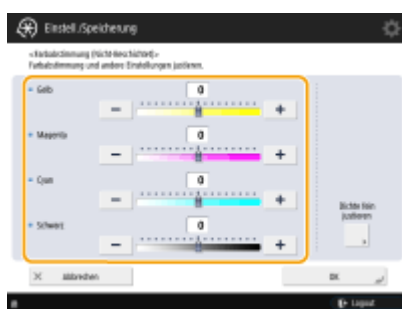 Einstell./Speicherung
<Farbabstimmung (Nicht-Beschichtet)>
Farbabstimmung und andere Einstellungen justieren.
Gelb
0
− +
Magenta
0
− +
Cyan
0
− +
Schwarz
0
− +
Dichte fein
justieren
Abbrechen
OK
Logout